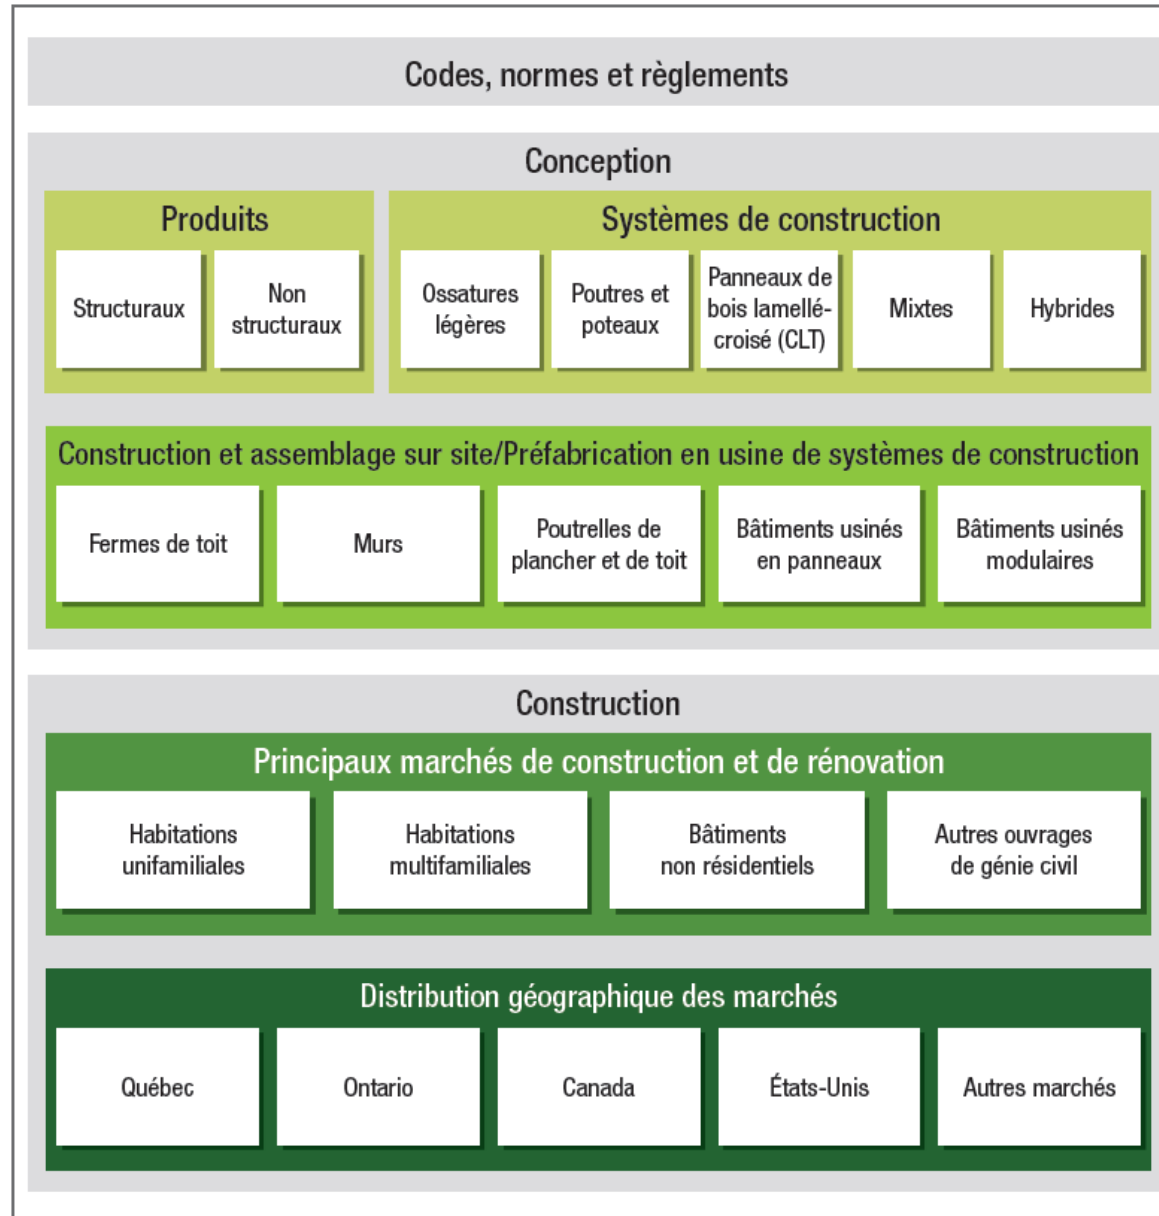 Codes, normes et règlements
Conception
Produits
Structuraux
Non
structuraux
Systèmes de construction
Ossatures
légères
Poutres et
poteaux
Panneaux de
bois lamellé-
croisé (CLT)
Mixtes
Hybrides
Construction et assemblage sur site/Préfabrication en usine de systèmes de construction
Fermes de toit
Murs
Poutrelles de
plancher et de toit
Bâtiments usinés
en panneaux
Bâtiments usinés
modulaires
Construction
Principaux marchés de construction et de rénovation
Habitations
unifamiliales
Habitations
multifamiliales
Bâtiments
non résidentiels
Autres ouvrages
de génie civil
Distribution géographique des marchés
Québec
Ontario
Canada
États-Unis
Autres marchés